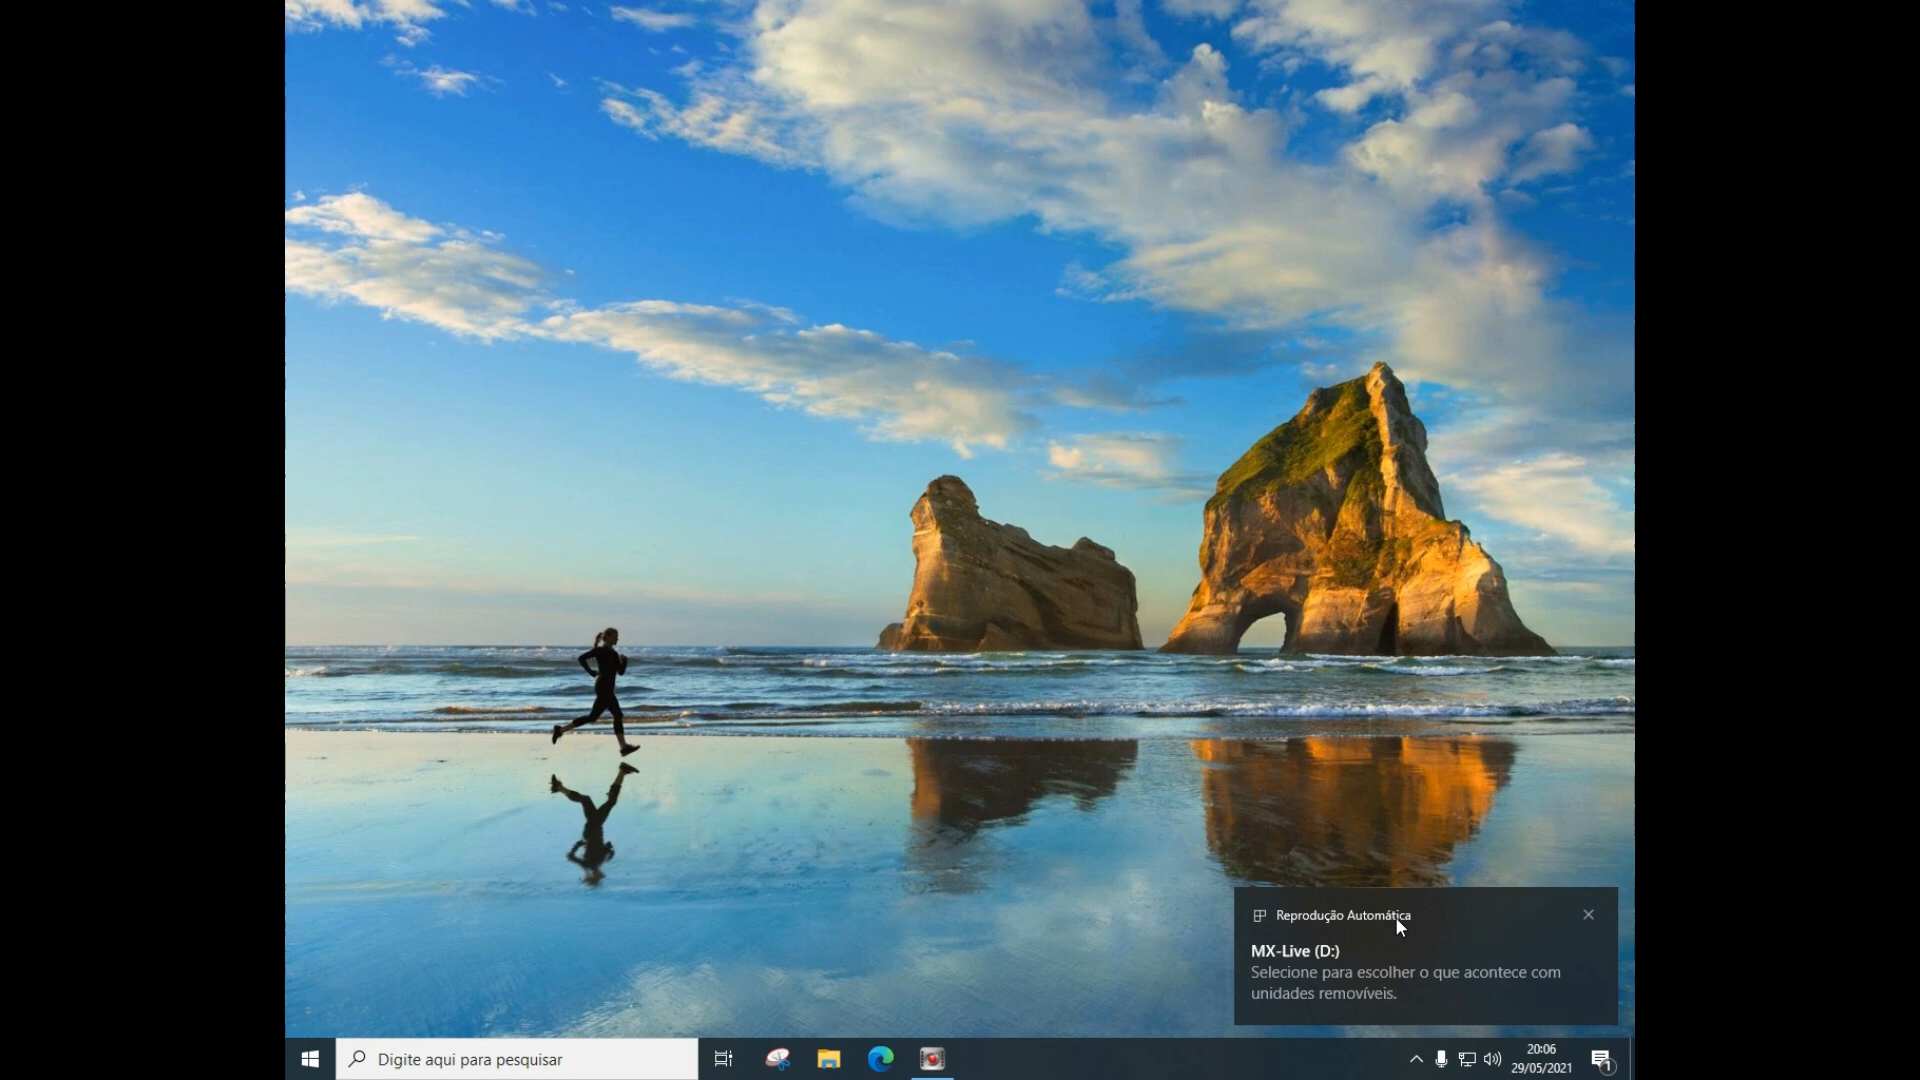 Reprodução Automática
MX-Live (D:)
Selecione para escolher o que acontece com
unidades removíveis.
Digite aqui para pesquisar
20:06
29/05/2021
1